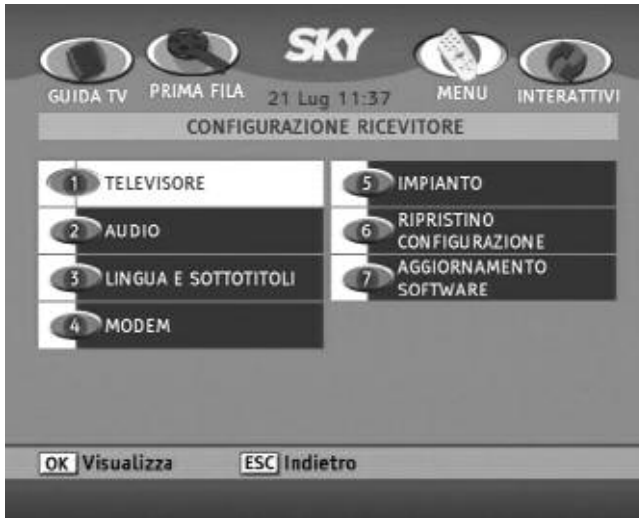 SKY
GUIDA TV
PRIMA FILA
21 Lug 11:37
MENU
INTERATTIVI
CONFIGURAZIONE RICEVITORE
1 TELEVISORE
2 AUDIO
3 LINGUA E SOTTOTITOLI
4 MODEM
5 IMPIANTO
6 RIPRISTINO
CONFIGURAZIONE
7 AGGIORNAMENTO
SOFTWARE
OK Visualizza
ESC Indietro